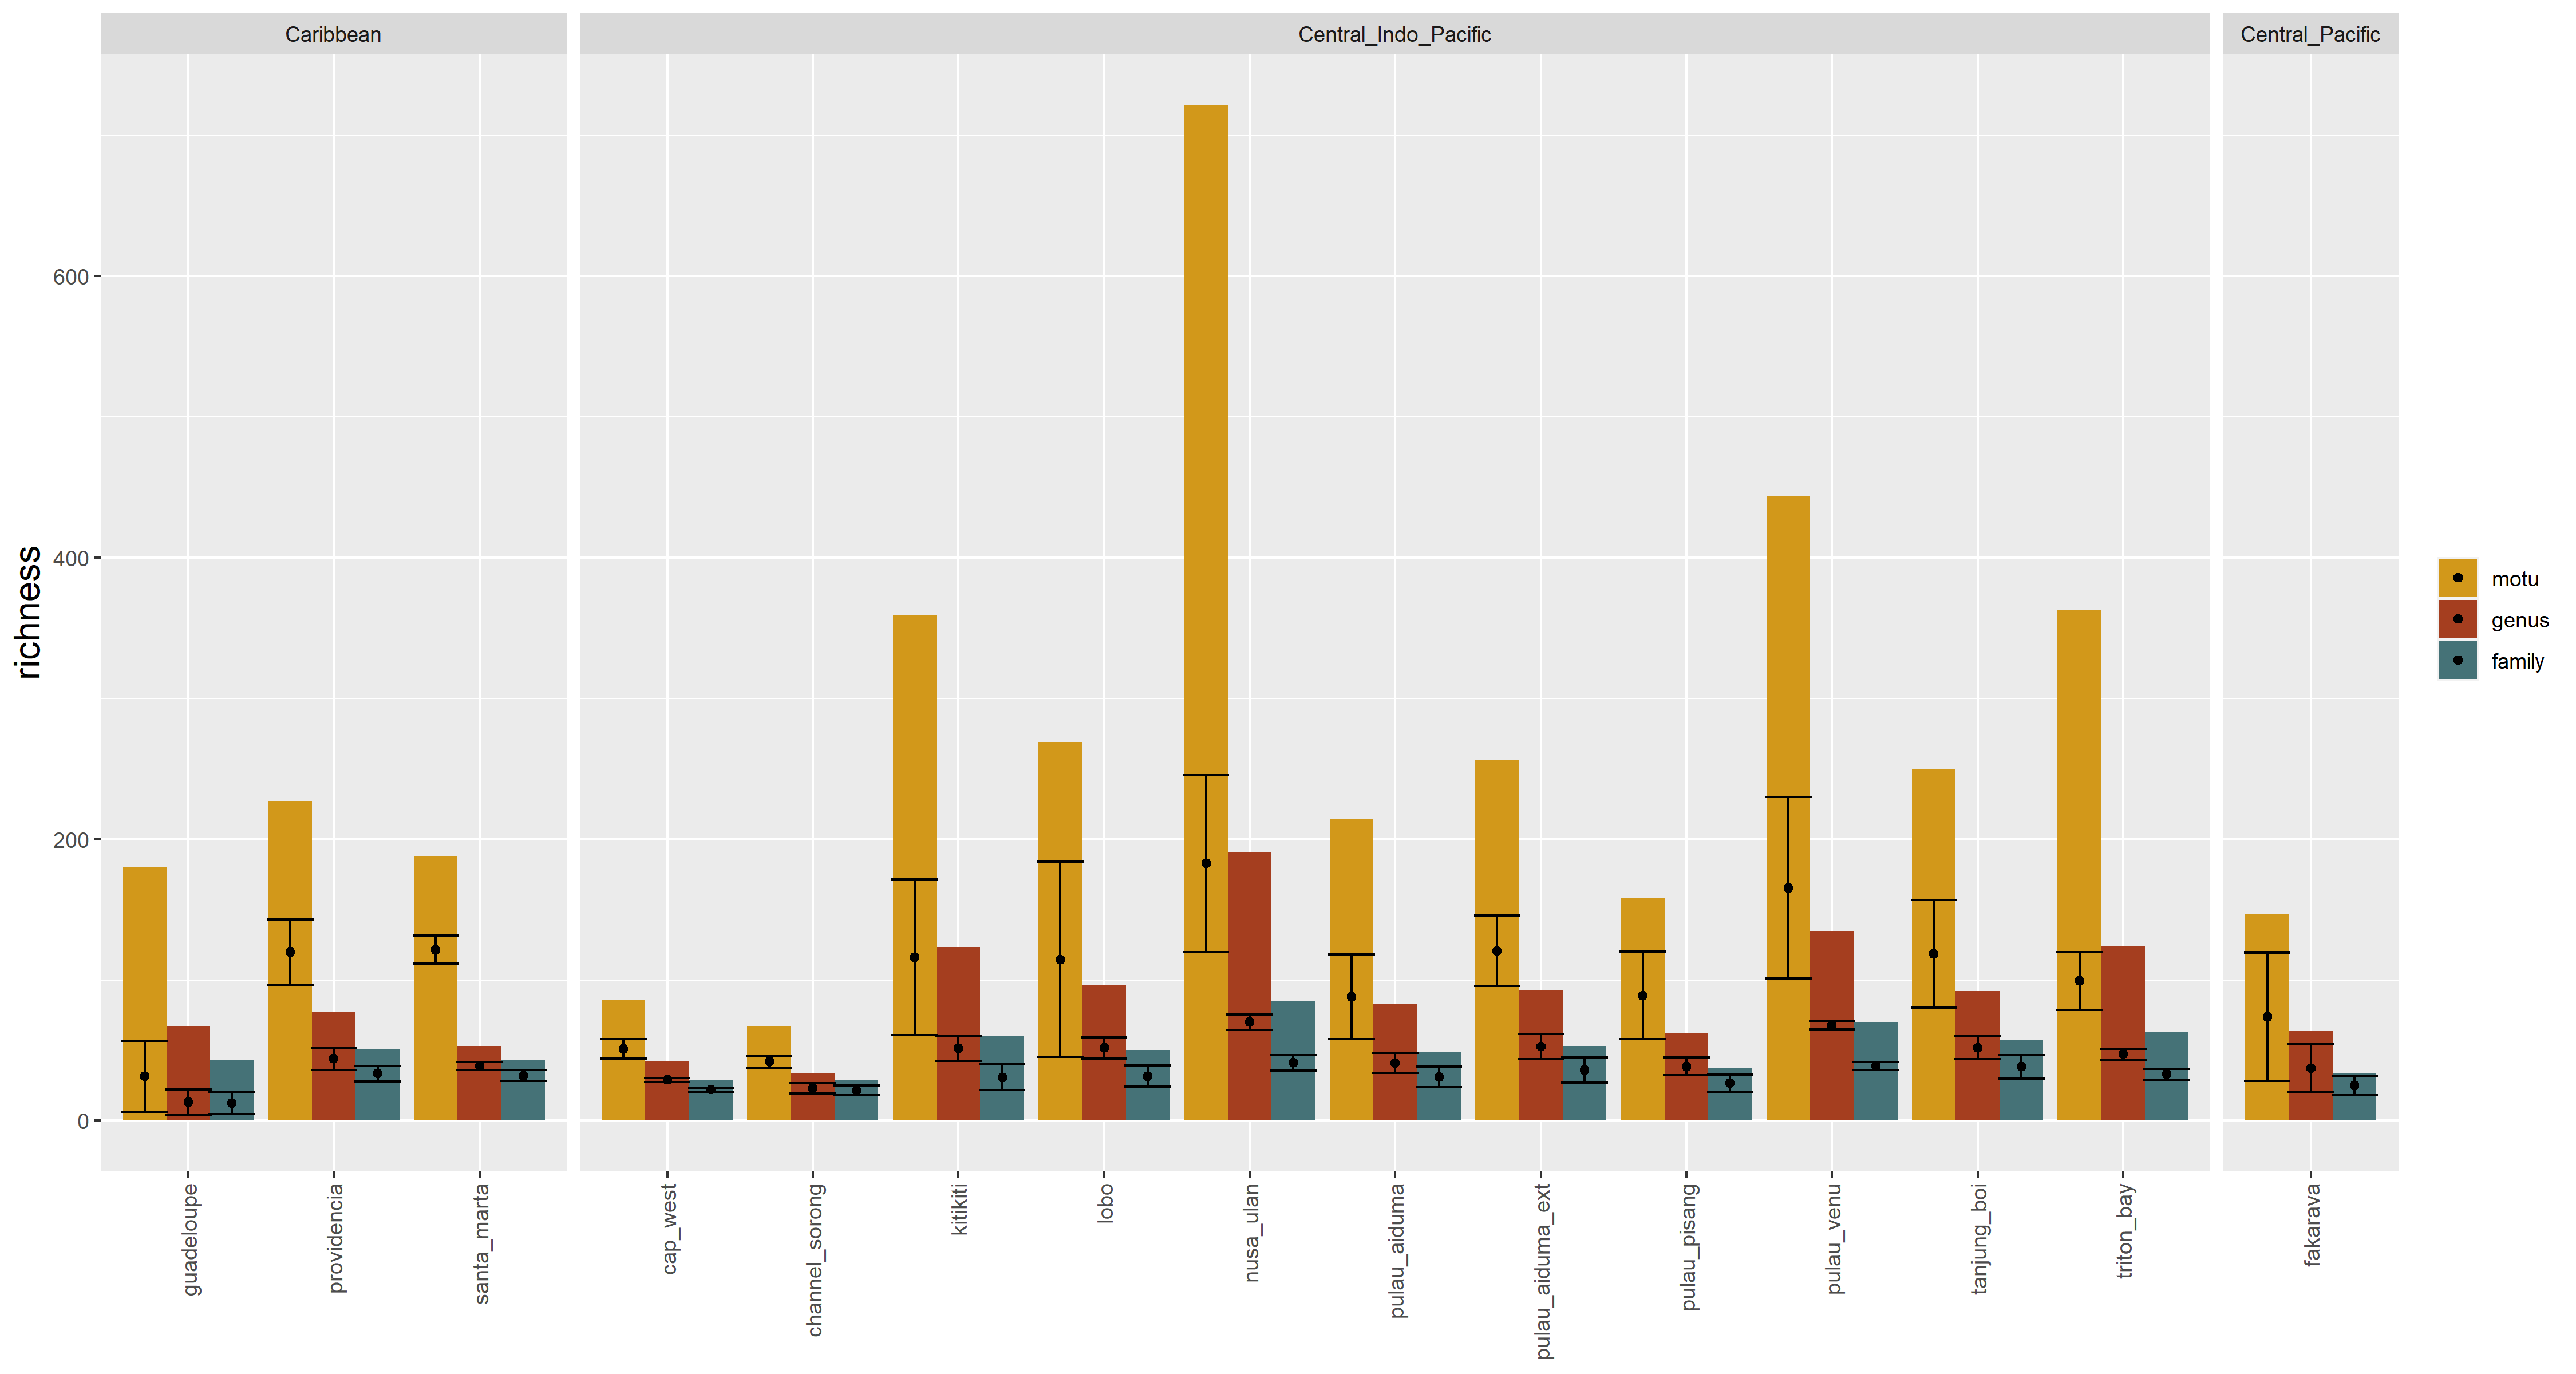 Caribbean
Central_Indo_Pacific
Central_Pacific
richness
600
400
200
0
guadeloupe
providencia
santa_marta
cap_west
channel_sorong
kitikiti
lobo
nusa_ulan
pulau_aiduma
pulau_aiduma_ext
pulau_pisang
pulau_venu
tanjung_boi
triton_bay
fakarava
motu
genus
family